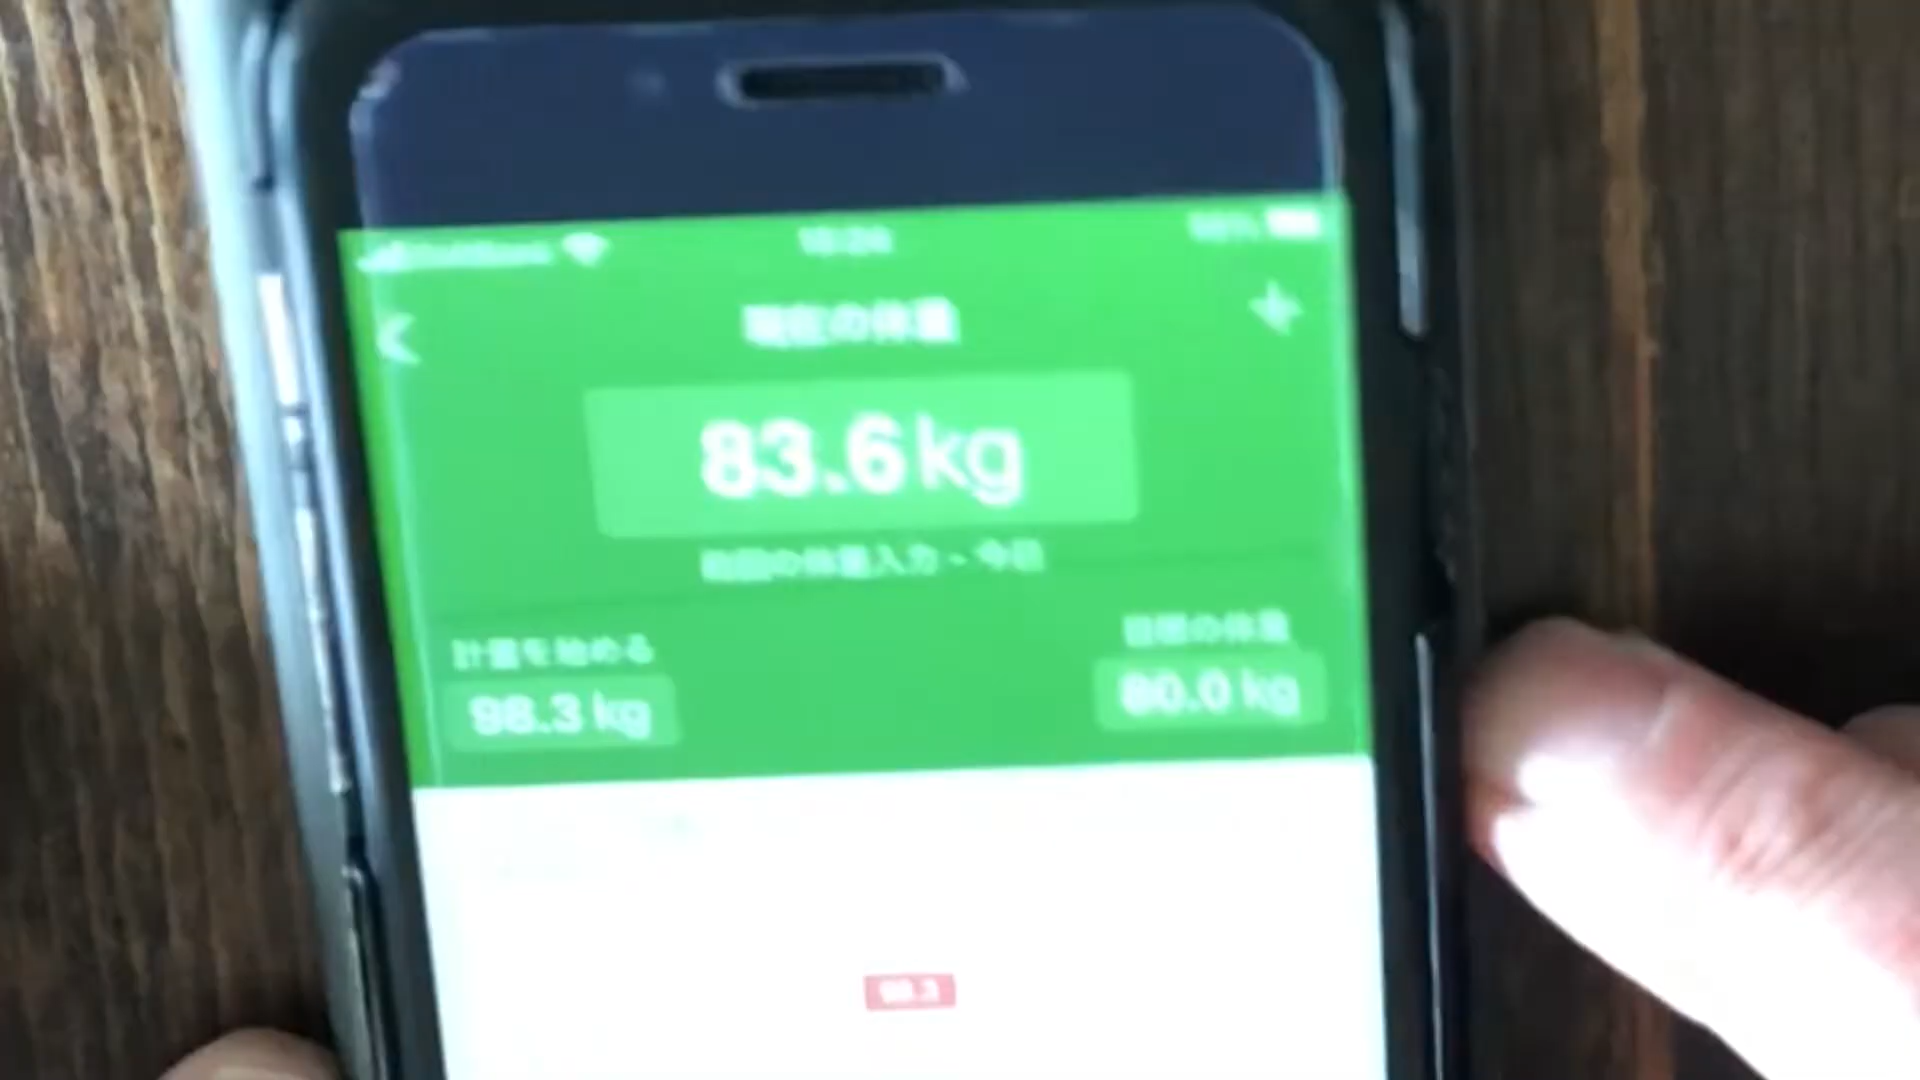 現在の体重
83.6 kg
前回の体重入力 - 今日
計量を始める
目標の体重
98.3 kg
80.0 kg
98.3